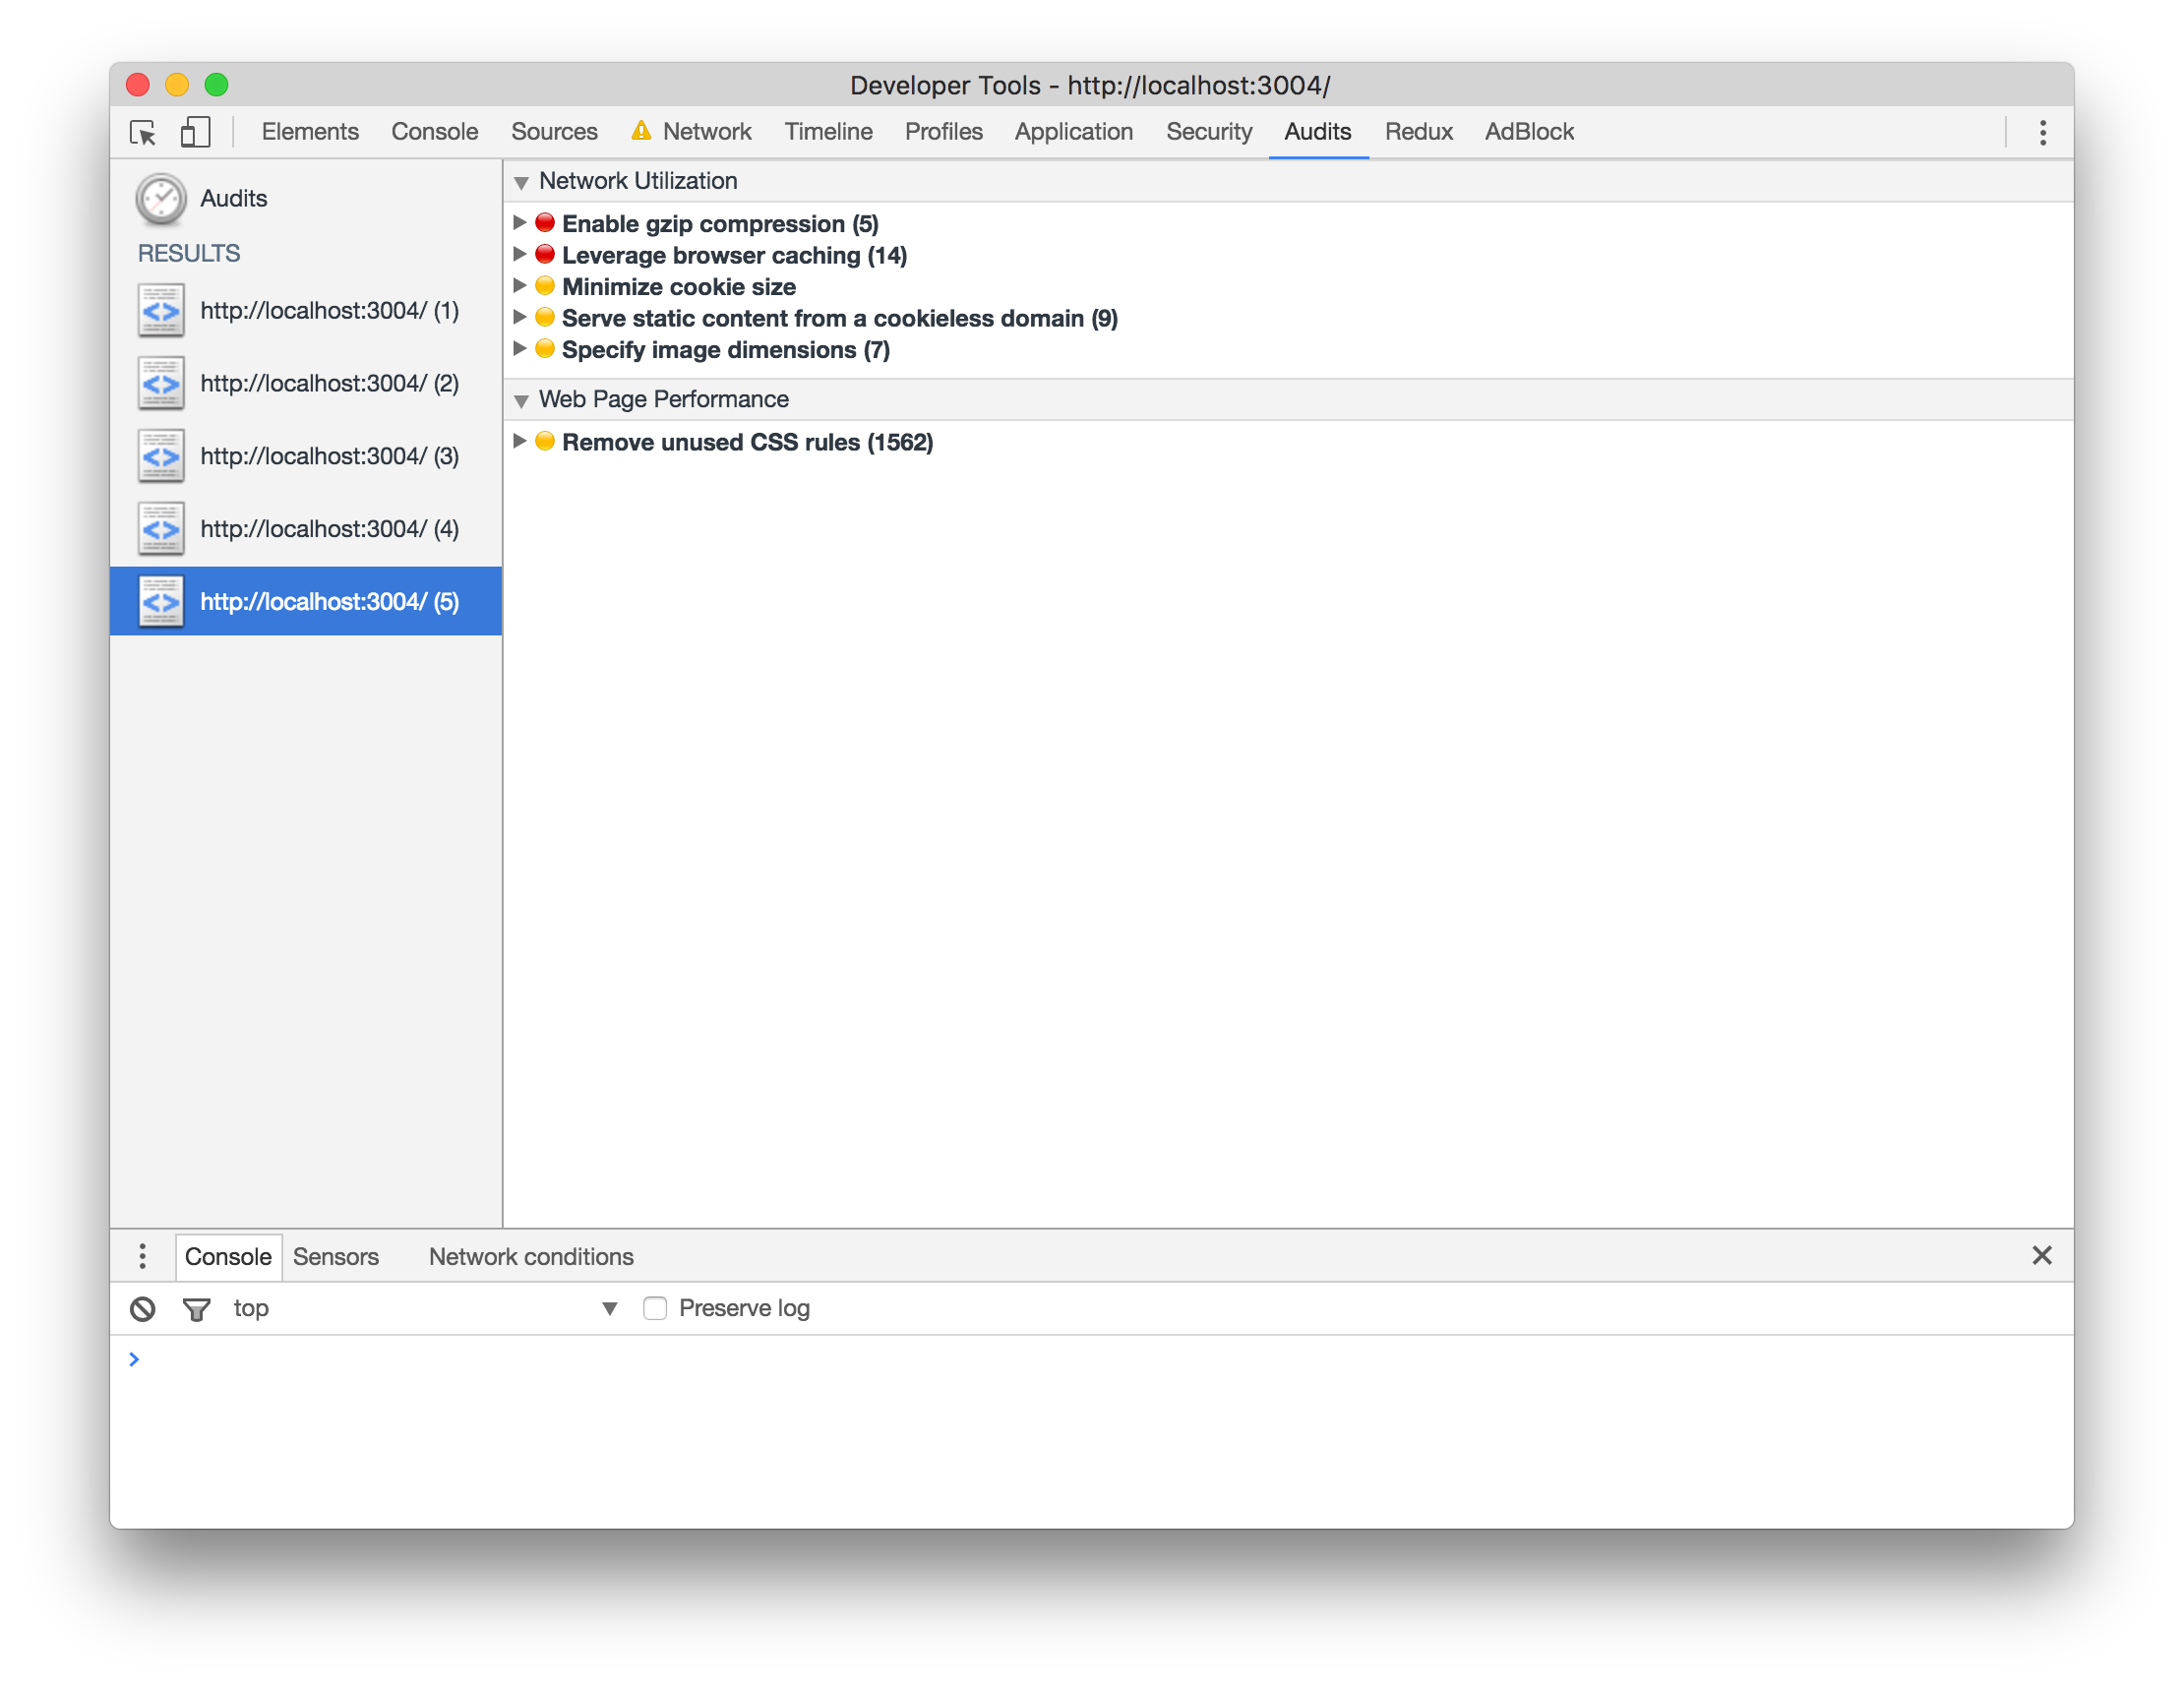 Developer Tools - http://localhost:3004/
Elements Console Sources Network Timeline Profiles Application Security Audits Redux AdBlock
Audits
RESULTS
http://localhost:3004/ (1)
http://localhost:3004/ (2)
http://localhost:3004/ (3)
http://localhost:3004/ (4)
http://localhost:3004/ (5)
Network Utilization
Enable gzip compression (5)
Leverage browser caching (14)
Minimize cookie size
Serve static content from a cookieless domain (9)
Specify image dimensions (7)
Web Page Performance
Remove unused CSS rules (1562)
Console Sensors Network conditions
top Preserve log